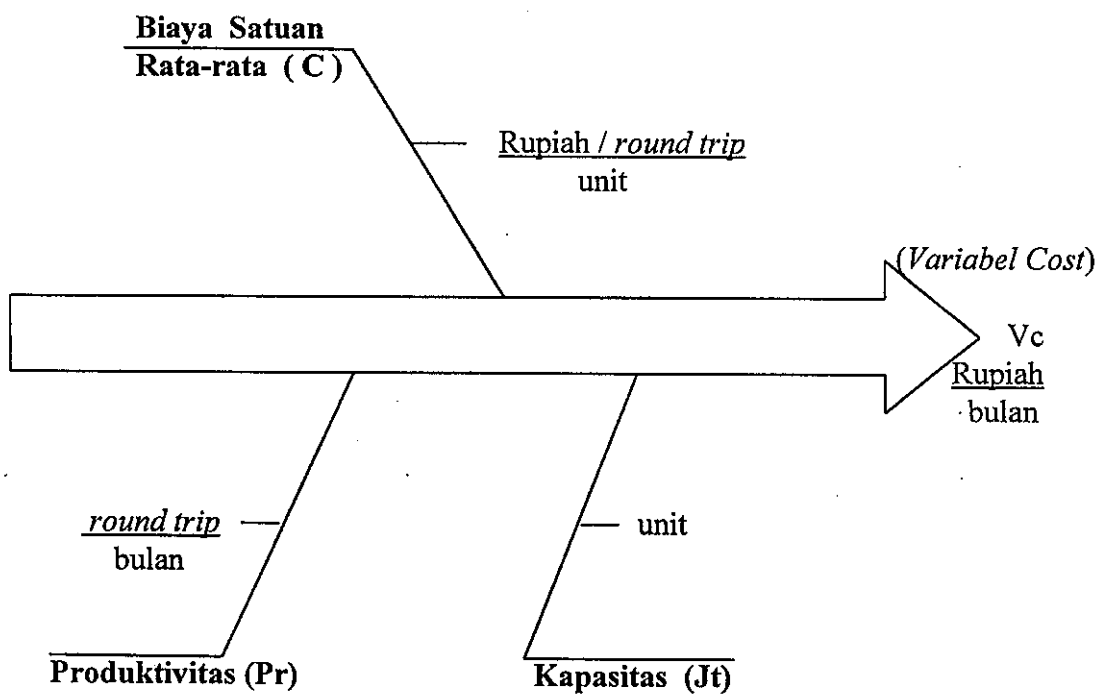 Biaya Satuan
Rata-rata ( C )
Rupiah / round trip
unit
(Variabel Cost)
Vc
Rupiah
bulan
round trip
bulan
unit
Produktivitas (Pr)
Kapasitas (Jt)